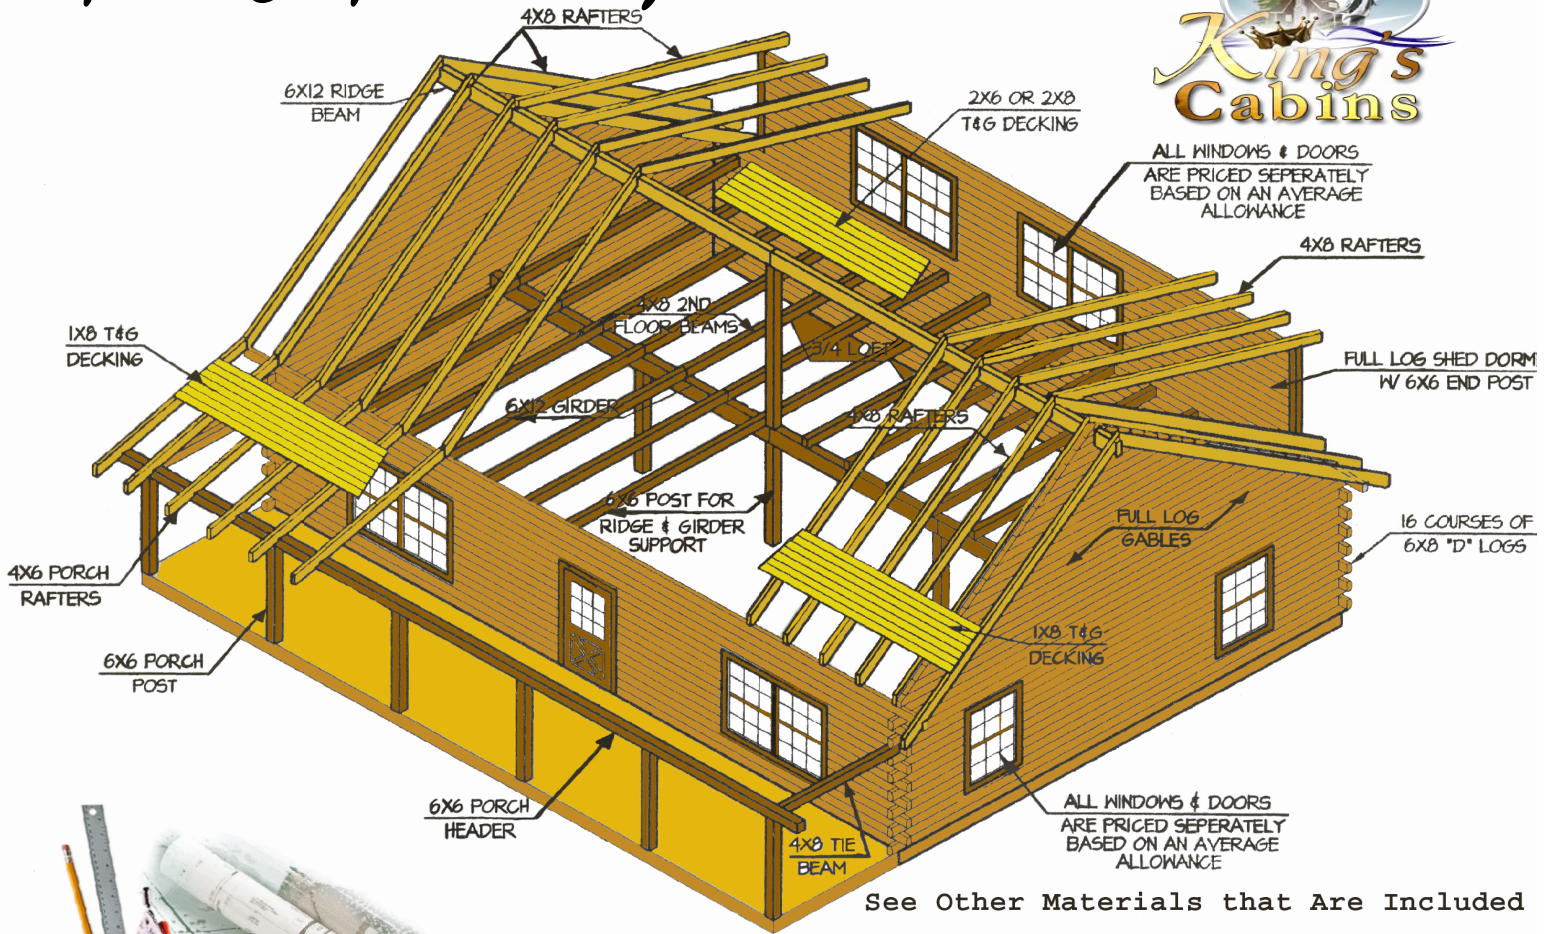 4X8 RAFTERS
6X12 RIDGE
BEAM
King's
Cabins
2X6 OR 2X8
T&G DECKING
ALL WINDOWS & DOORS
ARE PRICED SEPERATELY
BASED ON AN AVERAGE
ALLOWANCE
4X8 RAFTERS
1X8 T&G
DECKING
4X8 2ND
FLOOR BEAMS
3/4 LOFT
FULL LOG SHED DORM
W/ 6X6 END POST
6X12 GIRDER
4X8 RAFTERS
6X6 POST FOR
RIDGE & GIRDER
SUPPORT
FULL LOG
GABLES
16 COURSES OF
6X8 "D" LOGS
4X6 PORCH
RAFTERS
6X6 PORCH
POST
1X8 T&G
DECKING
6X6 PORCH
HEADER
4X8 TIE
BEAM
ALL WINDOWS & DOORS
ARE PRICED SEPERATELY
BASED ON AN AVERAGE
ALLOWANCE
See Other Materials that Are Included